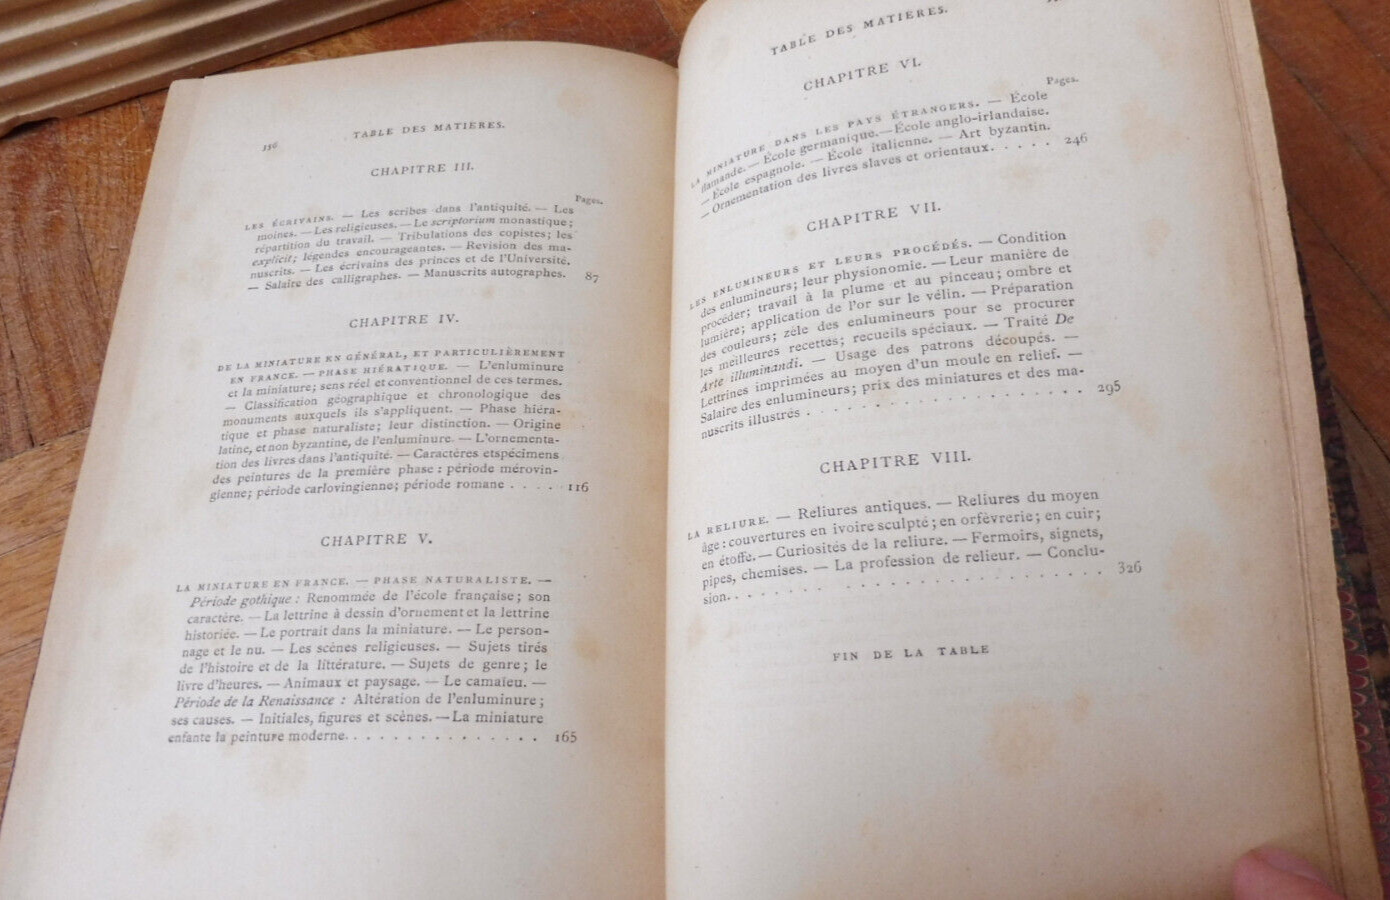 356
TABLE DES MATIÈRES.
CHAPITRE III.
Pages.
LES ÉCRIVAINS. — Les scribes dans l'antiquité. — Les
moines. — Les religieuses. — Le scriptorium monastique;
répartition du travail. — Tribulations des copistes; les
explicit; légendes encourageantes. — Revision des ma-
nuscrits. — Les écrivains des princes et de l'Université.
— Salaire des calligraphes. — Manuscrits autographes. 87
CHAPITRE IV.
DE LA MINIATURE EN GÉNÉRAL, ET PARTICULIÈREMENT
EN FRANCE. — PHASE HIÉRATIQUE. — L'enluminure
et la miniature; sens réel et conventionnel de ces termes.
— Classification géographique et chronologique des
monuments auxquels ils s'appliquent. — Phase hiéra-
tique et phase naturaliste; leur distinction. — Origine
latine, et non byzantine, de l'enluminure. — L'ornementa-
tion des livres dans l'antiquité. — Caractères etspécimens
des peintures de la première phase : période mérovin-
gienne; période carlovingienne; période romane . . . . 116
CHAPITRE V.
LA MINIATURE EN FRANCE. — PHASE NATURALISTE. —
Période gothique : Renommée de l'école française; son
caractère. — La lettrine à dessin d'ornement et la lettrine
historiée. — Le portrait dans la miniature. — Le person-
nage et le nu. — Les scènes religieuses. — Sujets tirés
de l'histoire et de la littérature. — Sujets de genre; le
livre d'heures. — Animaux et paysage. — Le camaïeu. —
Période de la Renaissance : Altération de l'enluminure;
ses causes. — Initiales, figures et scènes. — La miniature
enfante la peinture moderne. . . . . . . . . . . . . . . 165
TABLE DES MATIÈRES.
CHAPITRE VI.
Pages.
LA MINIATURE DANS LES PAYS ÉTRANGERS. — École
flamande. — École germanique. — École anglo-irlandaise.
— École espagnole. — École italienne. — Art byzantin.
— Ornementation des livres slaves et orientaux. . . . . 246
CHAPITRE VII.
LES ENLUMINEURS ET LEURS PROCÉDÉS. — Condition
des enlumineurs; leur physionomie. — Leur manière de
procéder; travail à la plume et au pinceau; ombre et
lumière; application de l'or sur le vélin. — Préparation
des couleurs; zèle des enlumineurs pour se procurer
les meilleures recettes; recueils spéciaux. — Traité De
Arte illuminandi. — Usage des patrons découpés. —
Lettrines imprimées au moyen d'un moule en relief. —
Salaire des enlumineurs; prix des miniatures et des ma-
nuscrits illustrés . . . . . . . . . . . . . . . . . . . 295
CHAPITRE VIII.
LA RELIURE. — Reliures antiques. — Reliures du moyen
âge : couvertures en ivoire sculpté; en orfèvrerie; en cuir;
en étoffe. — Curiosités de la reliure. — Fermoirs, signets,
pipes, chemises. — La profession de relieur. — Conclu-
sion. . . . . . . . . . . . . . . . . . . . . . . . . . 326
FIN DE LA TABLE